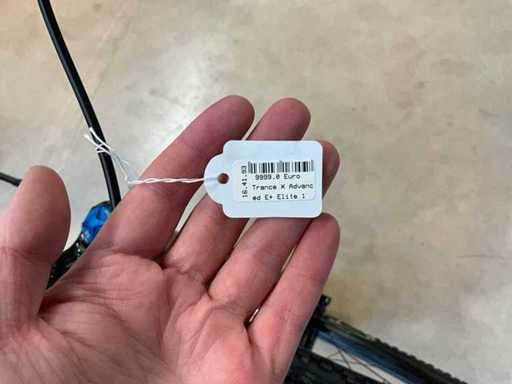 16.41.93
9999.0 Euro
Trance X Advanc
ed E+ Elite 1